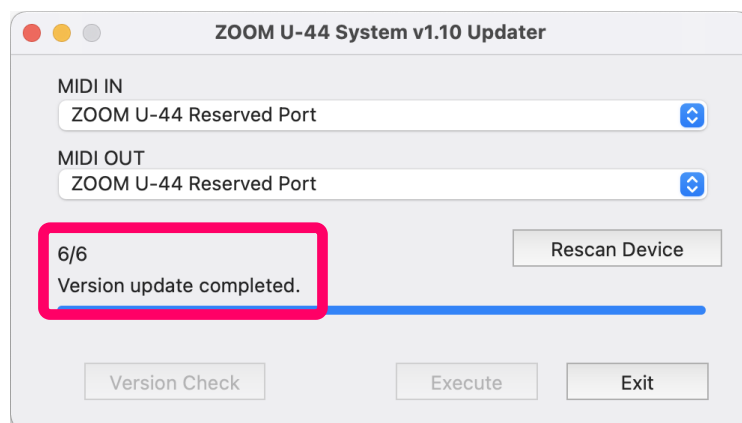 ZOOM U-44 System v1.10 Updater
MIDI IN
ZOOM U-44 Reserved Port
MIDI OUT
ZOOM U-44 Reserved Port
6/6
Rescan Device
Version update completed.
Version Check
Execute
Exit